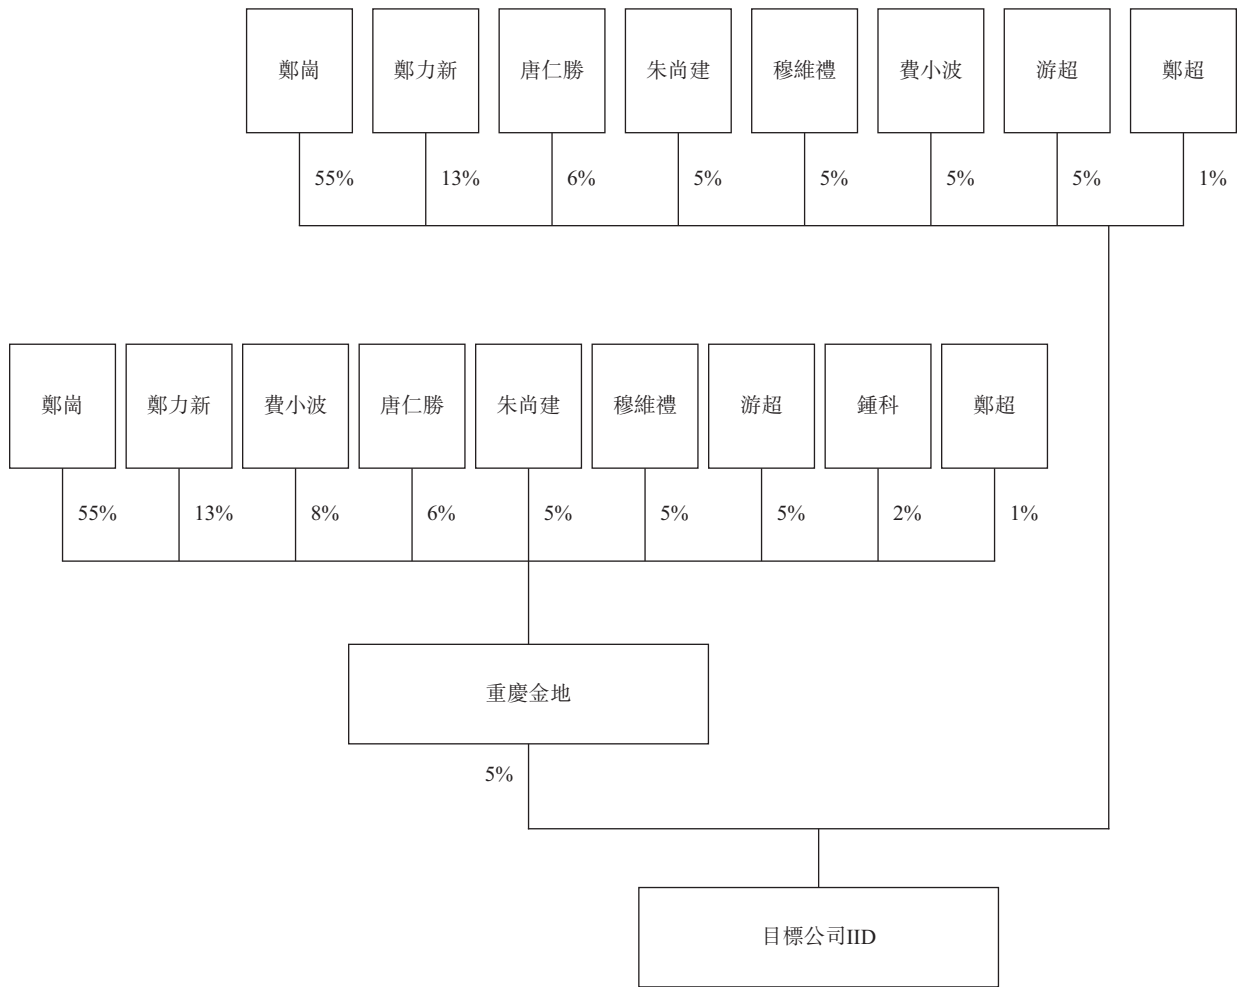 鄭崗
鄭力新
唐仁勝
朱尚建
穆維禮
費小波
游超
鄭超
55%
13%
6%
5%
5%
5%
5%
1%
鄭崗
鄭力新
費小波
唐仁勝
朱尚建
穆維禮
游超
鍾科
鄭超
55%
13%
8%
6%
5%
5%
5%
2%
1%
重慶金地
5%
目標公司IID